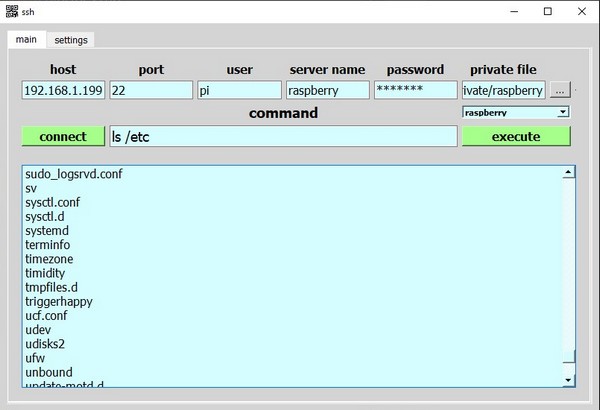 ssh
main settings
host port user server name password private file
192.168.1.199 22 pi raspberry ******* ivate/raspberry ...
command raspberry
connect ls /etc execute
sudo_logsrvd.conf
sv
sysctl.conf
sysctl.d
systemd
terminfo
timezone
timidity
tmpfiles.d
triggerhappy
ucf.conf
udev
udisks2
ufw
unbound
update-motd.d